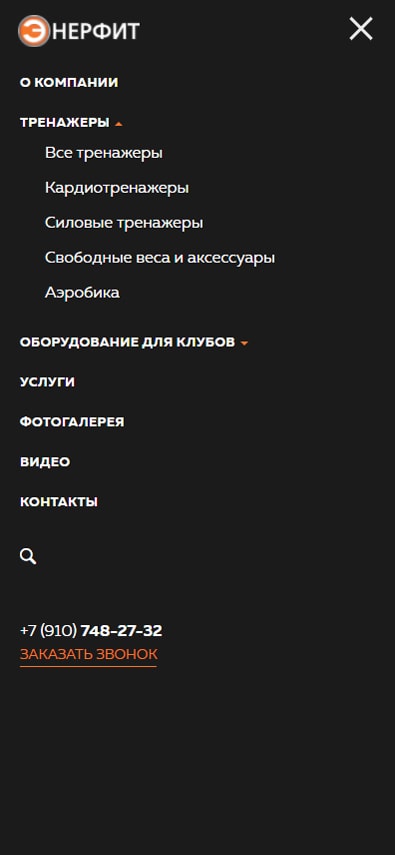 ЭНЕРФИТ
О КОМПАНИИ
ТРЕНАЖЕРЫ
Все тренажеры
Кардиотренажеры
Силовые тренажеры
Свободные веса и аксессуары
Аэробика
ОБОРУДОВАНИЕ ДЛЯ КЛУБОВ
УСЛУГИ
ФОТОГАЛЕРЕЯ
ВИДЕО
КОНТАКТЫ
+7 (910) 748-27-32
ЗАКАЗАТЬ ЗВОНОК